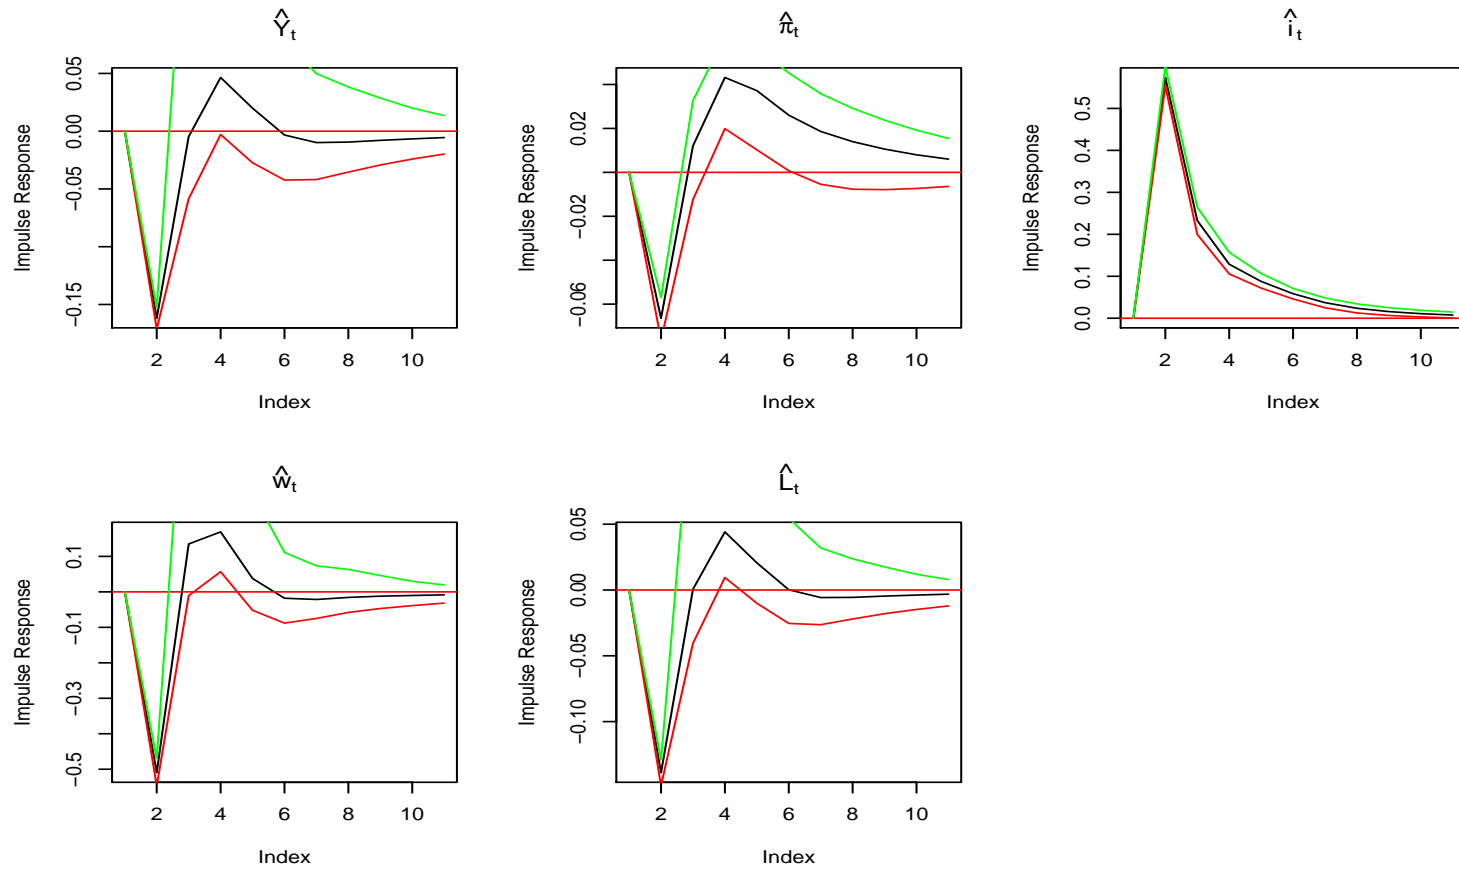 Ŷt
π̂t
ît
Impulse Response
0.05
0.00
−0.05
−0.15
2 4 6 8 10
Index
Impulse Response
0.02
−0.02
−0.06
2 4 6 8 10
Index
Impulse Response
0.5
0.4
0.3
0.2
0.1
0.0
2 4 6 8 10
Index
ŵt
L̂t
Impulse Response
0.1
−0.1
−0.3
−0.5
2 4 6 8 10
Index
Impulse Response
0.05
0.00
−0.05
−0.10
2 4 6 8 10
Index